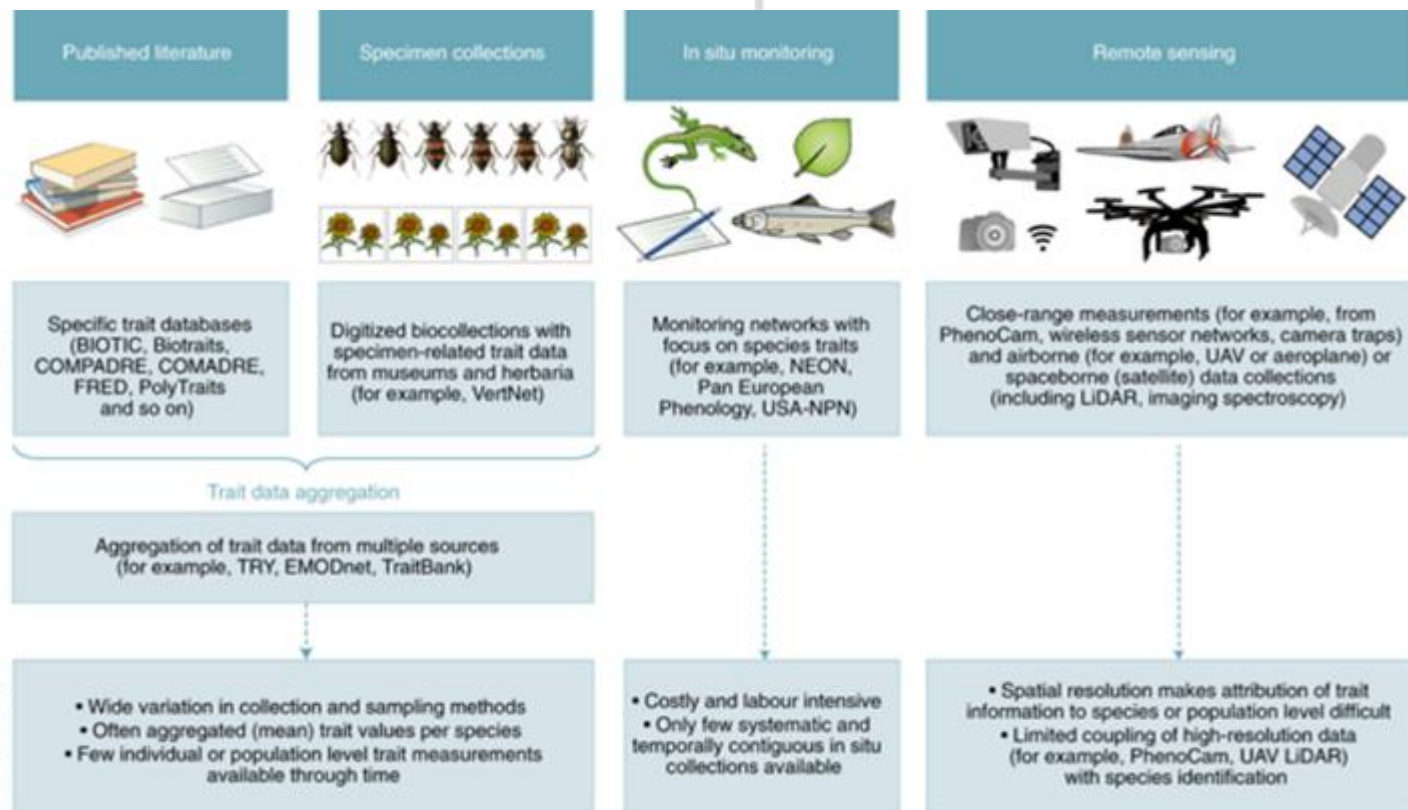 Published literature
Specimen collections
In situ monitoring
Remote sensing
Specific trait databases
(BIOTIC, Biotraits,
COMPADRE, COMADRE,
FRED, PolyTraits
and so on)
Digitized biocollections with
specimen-related trait data
from museums and herbaria
(for example, VertNet)
Monitoring networks with
focus on species traits
(for example, NEON,
Pan European
Phenology, USA-NPN)
Close-range measurements (for example, from
PhenoCam, wireless sensor networks, camera traps)
and airborne (for example, UAV or aeroplane) or
spaceborne (satellite) data collections
(including LiDAR, imaging spectroscopy)
Trait data aggregation
Aggregation of trait data from multiple sources
(for example, TRY, EMODnet, TraitBank)
• Wide variation in collection and sampling methods
• Often aggregated (mean) trait values per species
• Few individual or population level trait measurements
available through time
• Costly and labour intensive
• Only few systematic and
temporally contiguous in situ
collections available
• Spatial resolution makes attribution of trait
information to species or population level difficult
• Limited coupling of high-resolution data
(for example, PhenoCam, UAV LiDAR)
with species identification